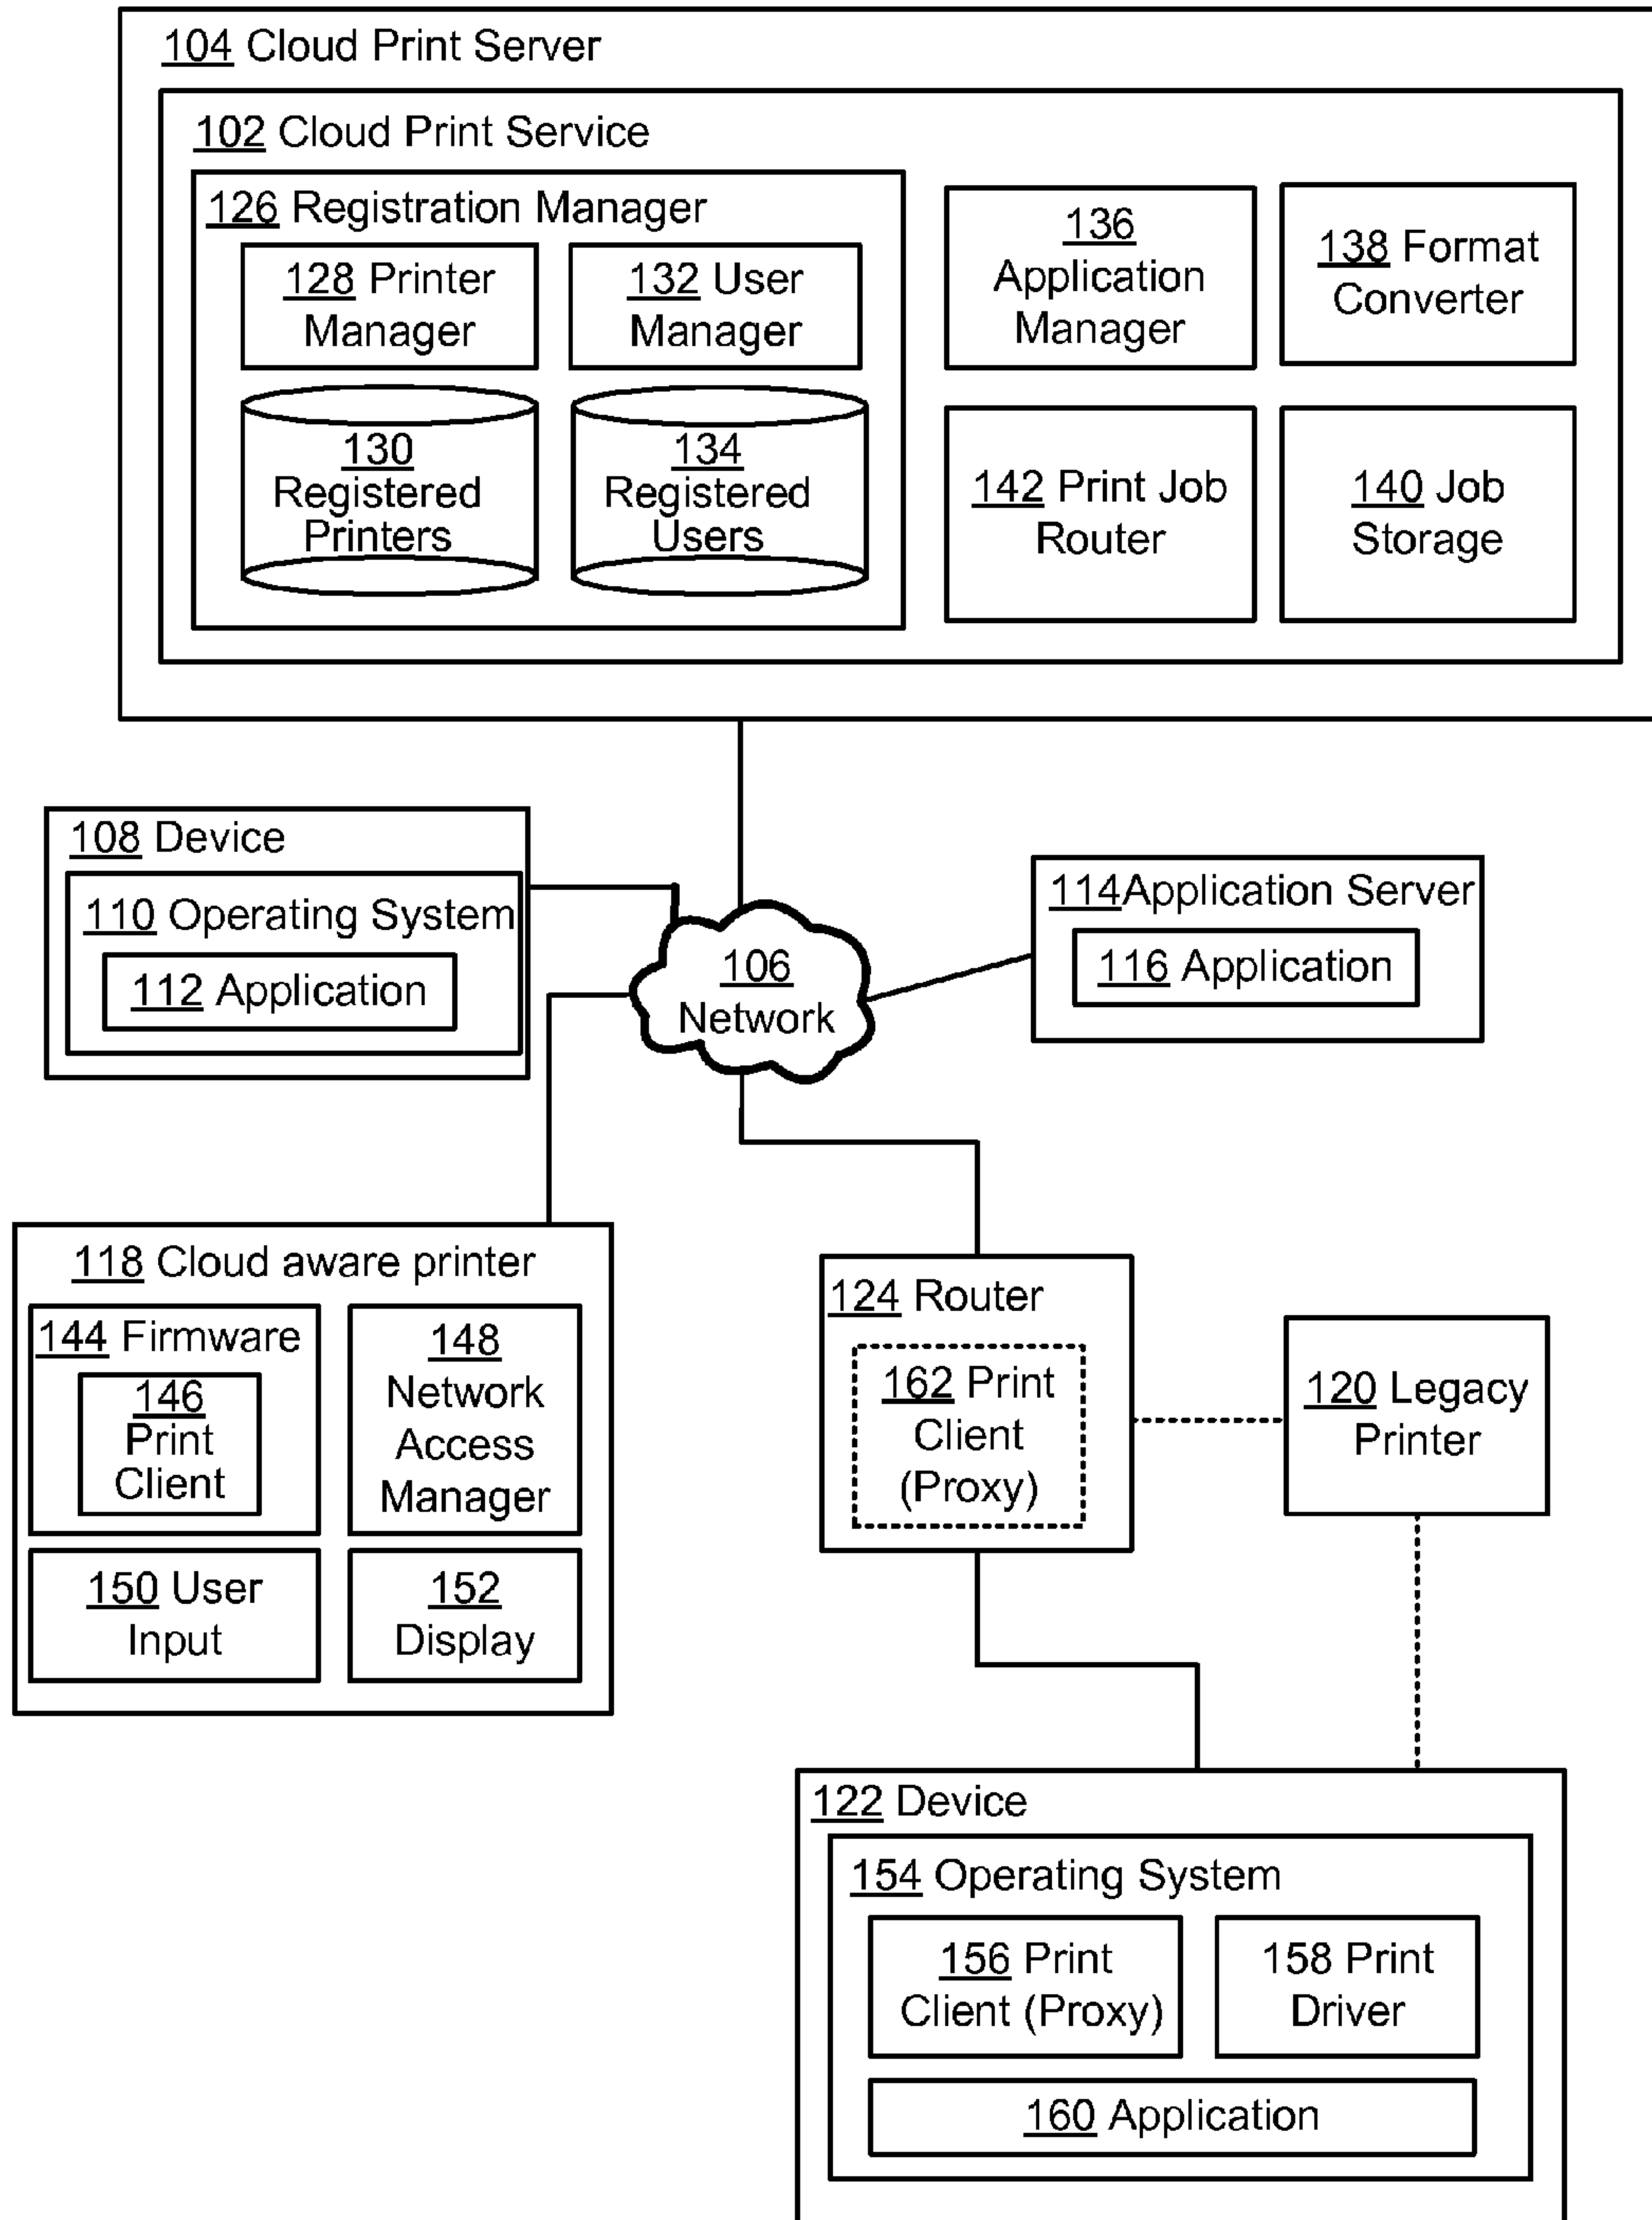 104 Cloud Print Server
102 Cloud Print Service
126 Registration Manager
128 Printer
Manager
132 User
Manager
130
Registered
Printers
134
Registered
Users
136
Application
Manager
138 Format
Converter
142 Print Job
Router
140 Job
Storage
108 Device
110 Operating System
112 Application
106
Network
114Application Server
116 Application
118 Cloud aware printer
144 Firmware
146
Print
Client
148
Network
Access
Manager
150 User
Input
152
Display
124 Router
162 Print
Client
(Proxy)
120 Legacy
Printer
122 Device
154 Operating System
156 Print
Client (Proxy)
158 Print
Driver
160 Application